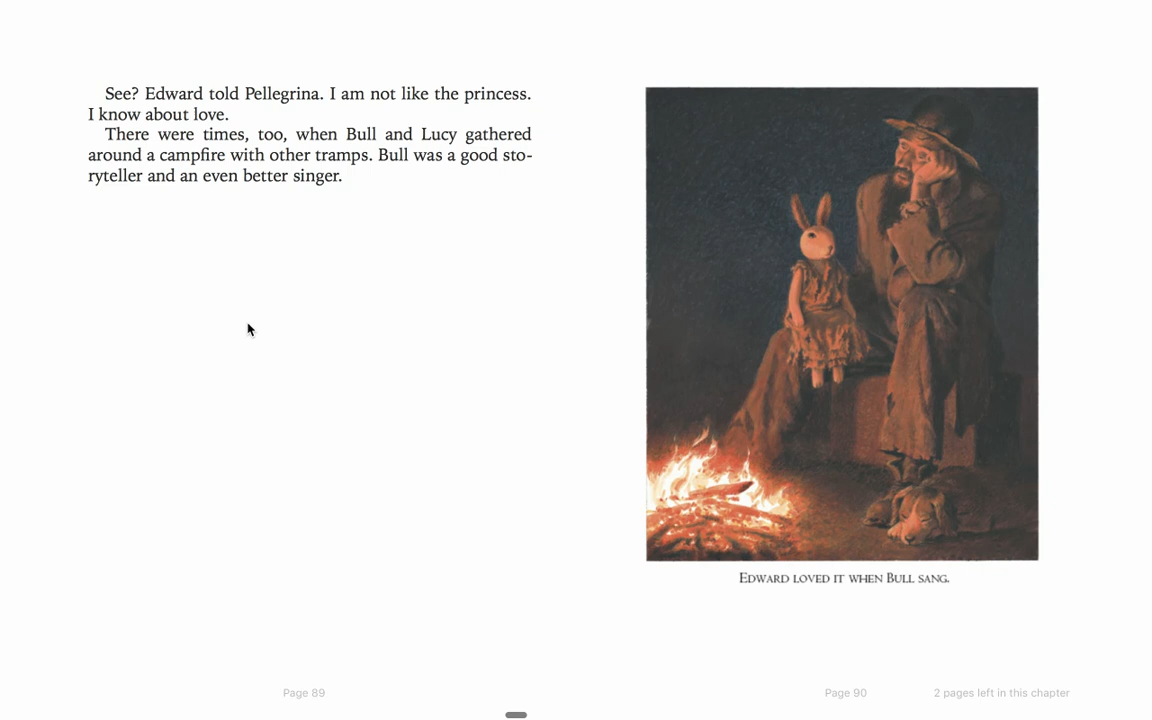 See? Edward told Pellegrina. I am not like the princess.
I know about love.
There were times, too, when Bull and Lucy gathered
around a campfire with other tramps. Bull was a good sto-
ryteller and an even better singer.
EDWARD LOVED IT WHEN BULL SANG.
Page 89
Page 90
2 pages left in this chapter